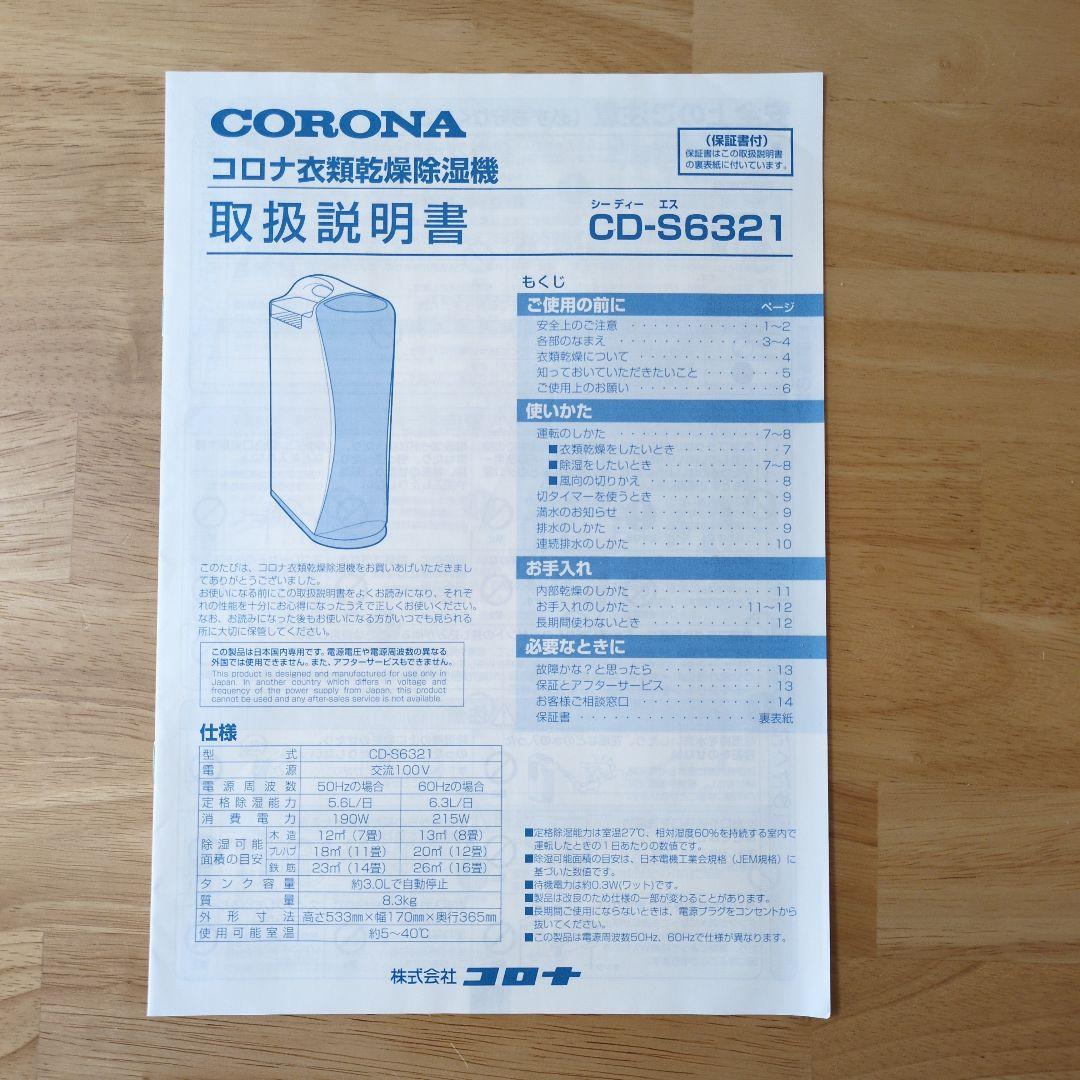 CORONA
コロナ衣類乾燥除湿機
(保証書付)
保証書はこの取扱説明書
の裏表紙に付いています。
取扱説明書
シー ディー エス
CD-S6321
もくじ
ご使用の前に ページ
安全上のご注意 ············ 1～2
各部のなまえ ············· 3～4
衣類乾燥について ············ 4
知っておいていただきたいこと ······· 5
ご使用上のお願い ············ 6
使いかた
運転のしかた ············· 7～8
■衣類乾燥をしたいとき ········· 7
■除湿をしたいとき ·········· 7～8
■風向の切りかえ ············ 8
切タイマーを使うとき ·········· 9
満水のお知らせ ············· 9
排水のしかた ·············· 9
連続排水のしかた ············ 10
お手入れ
内部乾燥のしかた ············ 11
お手入れのしかた ·········· 11～12
長期間使わないとき ··········· 12
必要なときに
故障かな？と思ったら ·········· 13
保証とアフターサービス ········· 13
お客様ご相談窓口 ············ 14
保証書 ················ 裏表紙
このたびは、コロナ衣類乾燥除湿機をお買いあげいただきまし
てありがとうございました。
お使いになる前にこの取扱説明書をよくお読みになり、それぞ
れの性能を十分にお心得になったうえで正しくお使いください。
なお、お読みになった後もお使いになる方がいつでも見られる
所に大切に保管してください。
この製品は日本国内専用です。電源電圧や電源周波数の異なる
外国では使用できません。また、アフターサービスもできません。
This product is designed and manufactured for use only in
Japan. In another country which differs in voltage and
frequency of the power supply from Japan, this product
cannot be used and any after-sales service is not available.
仕様
型式 CD-S6321
電源 交流100V
電源周波数 50Hzの場合 60Hzの場合
定格除湿能力 5.6L/日 6.3L/日
消費電力 190W 215W
除湿可能面積の目安 木造 12㎡（7畳） 13㎡（8畳）
プレハブ 18㎡（11畳） 20㎡（12畳）
鉄筋 23㎡（14畳） 26㎡（16畳）
タンク容量 約3.0Lで自動停止
質量 8.3kg
外形寸法 高さ533mm×幅170mm×奥行365mm
使用可能室温 約5～40℃
■定格除湿能力は室温27℃、相対湿度60％を持続する室内で
運転したときの1日あたりの数値です。
■除湿可能面積の目安は、日本電機工業会規格（JEM規格）に
基づいた数値です。
■待機電力は約0.3W(ワット)です。
■製品は改良のため仕様の一部が変わることがあります。
■長期間ご使用にならないときは、電源プラグをコンセントから
抜いてください。
■この製品は電源周波数50Hz、60Hzで仕様が異なります。
株式会社 コロナ